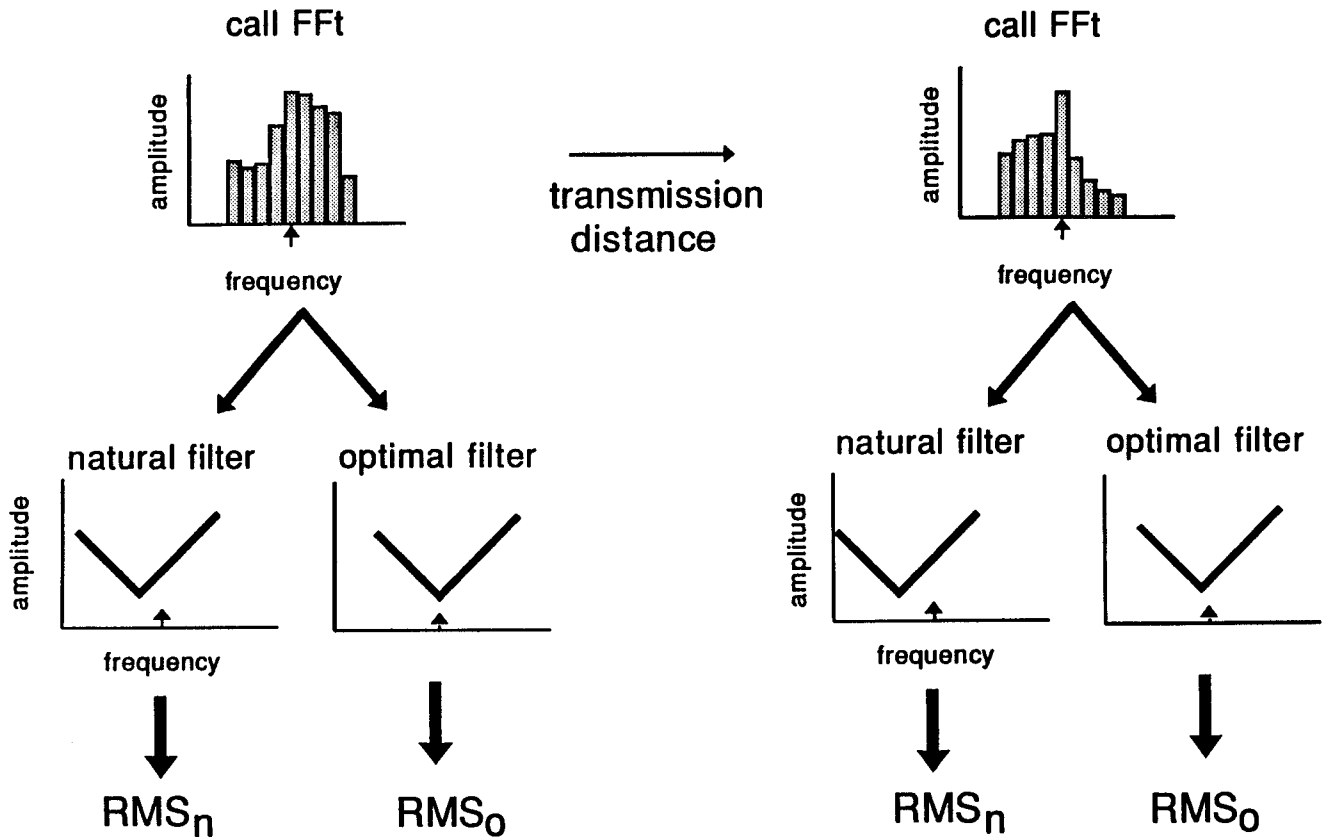 call FFt
amplitude
frequency
transmission
distance
call FFt
amplitude
frequency
natural filter
optimal filter
amplitude
frequency
RMSn
RMSo
natural filter
optimal filter
amplitude
frequency
RMSn
RMSo